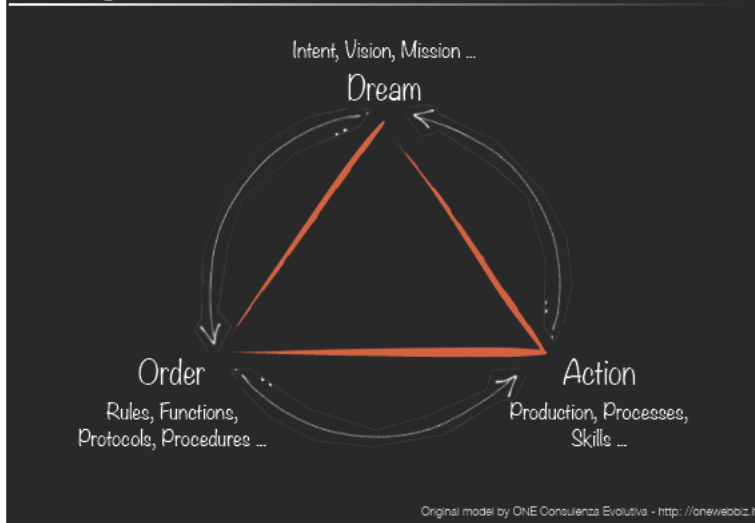 Intent, Vision, Mission ...
Dream
Order
Rules, Functions,
Protocols, Procedures ...
Action
Production, Processes,
Skills ...
Original model by ONE Consulenza Evolutiva - http: //onewebbiz.i